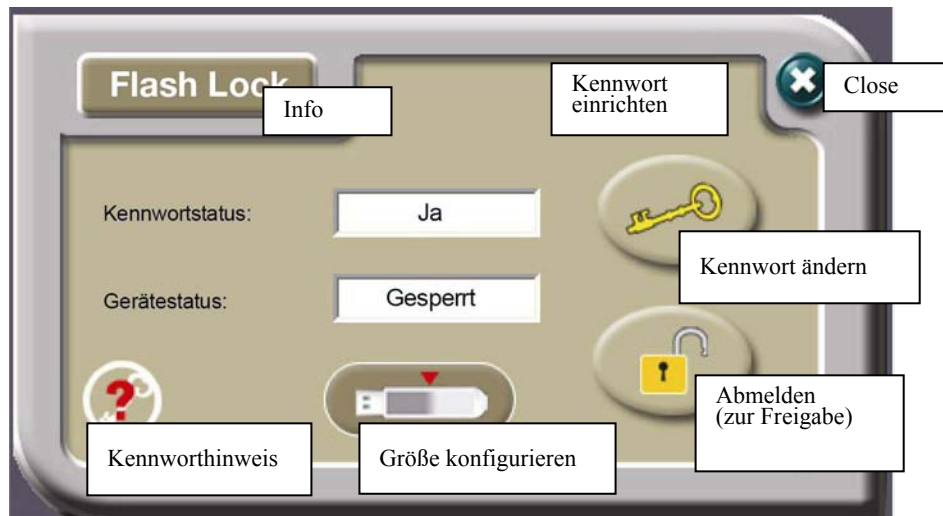 Flash Lock
Info
Kennwort
einrichten
Close
Kennwortstatus:
Ja
Kennwort ändern
Gerätestatus:
Gesperrt
Abmelden
(zur Freigabe)
Kennworthinweis
Größe konfigurieren